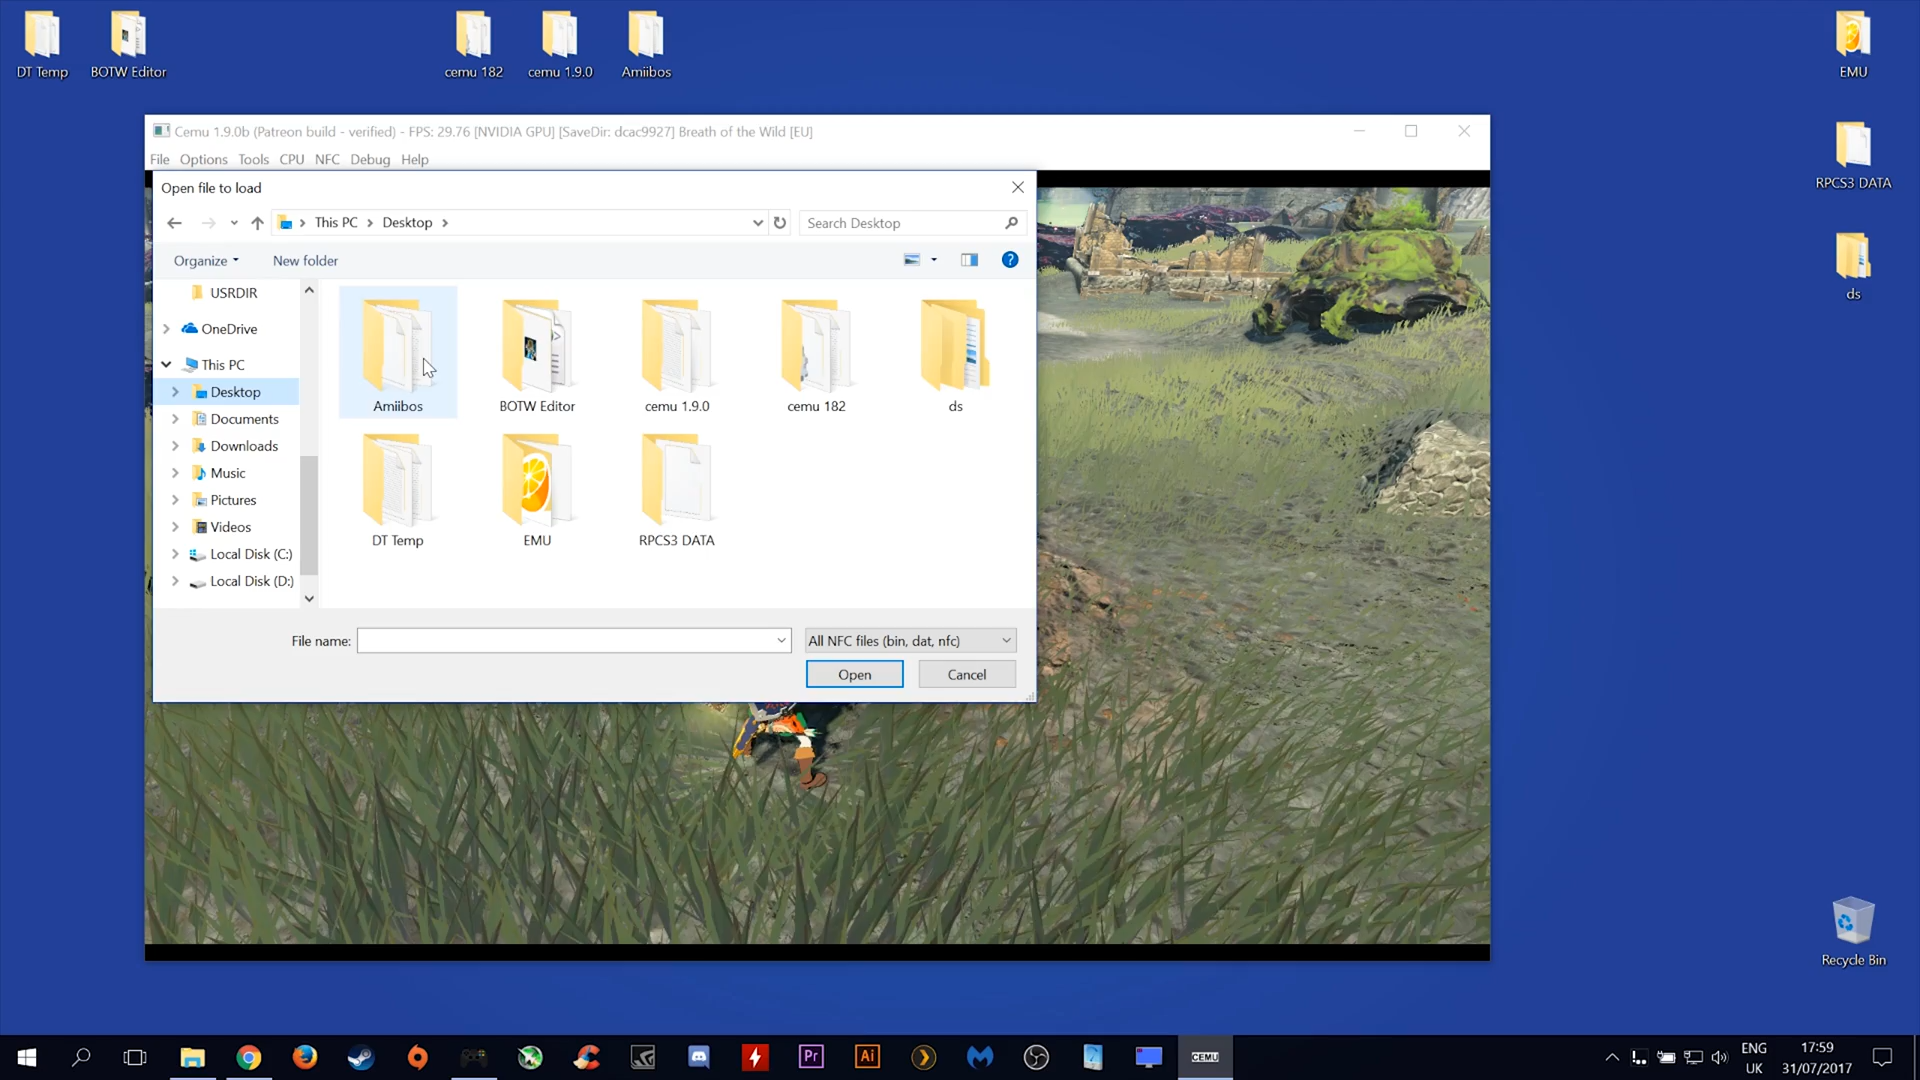 DT Temp
BOTW Editor
cemu 182
cemu 1.9.0
Amiibos
EMU
RPCS3 DATA
ds
Recycle Bin
Cemu 1.9.0b (Patreon build - verified) - FPS: 29.76 [NVIDIA GPU] [SaveDir: dcac9927] Breath of the Wild [EU]
File Options Tools CPU NFC Debug Help
Open file to load
This PC Desktop
Search Desktop
Organize New folder
USRDIR
OneDrive
This PC
Desktop
Documents
Downloads
Music
Pictures
Videos
Local Disk (C:)
Local Disk (D:)
Amiibos
BOTW Editor
cemu 1.9.0
cemu 182
ds
DT Temp
EMU
RPCS3 DATA
File name:
All NFC files (bin, dat, nfc)
Open
Cancel
Pr
Ai
CEMU
ENG
UK
17:59
31/07/2017